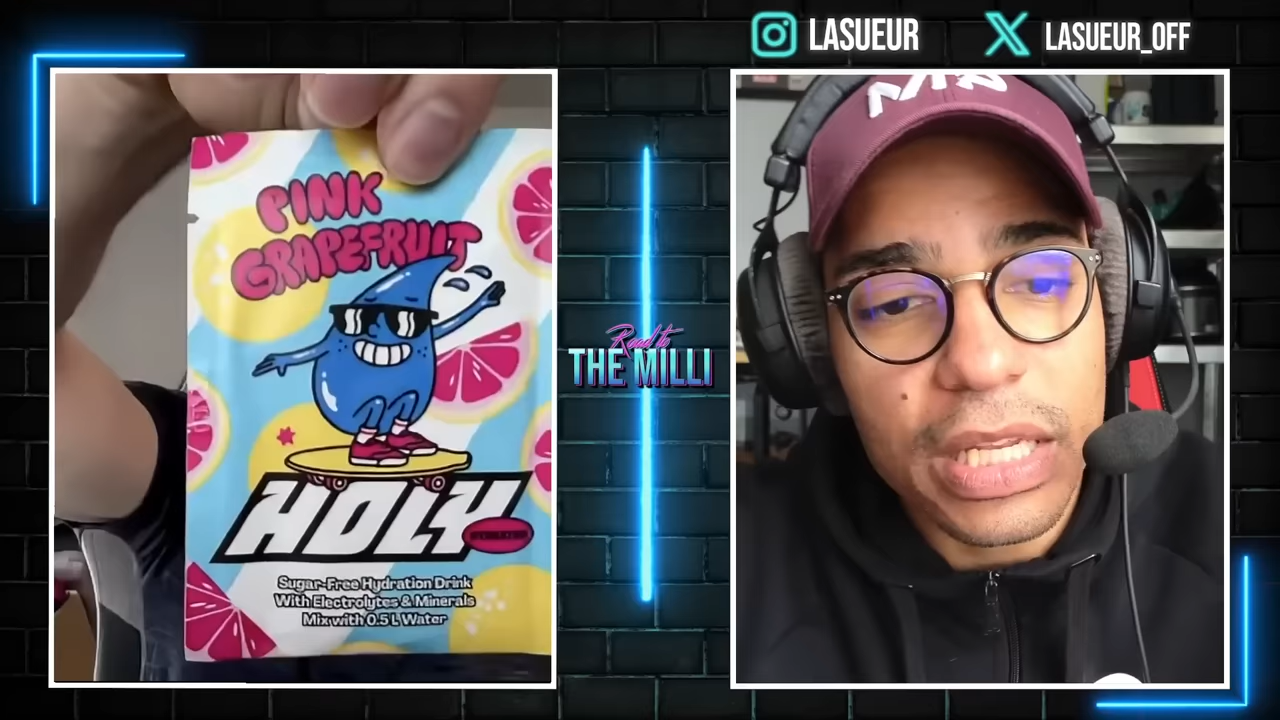 LASUEUR
LASUEUR_OFF
PINK
GRAPEFRUIT
HOLY
Sugar-Free Hydration Drink
With Electrolytes & Minerals
Mix with 0.5 L Water
Road to
THE MILLI